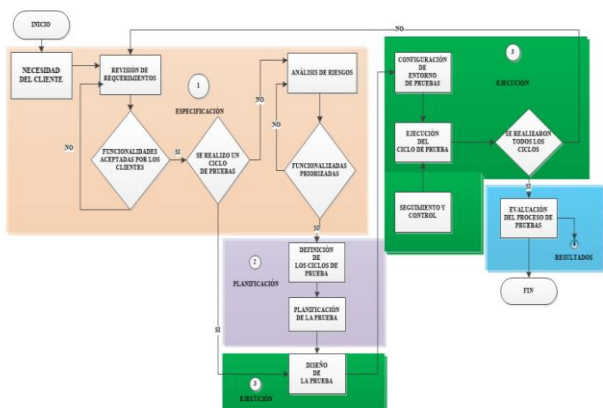 INICIO
NECESIDAD
DEL CLIENTE
REVISIÓN DE
REQUERIMIENTOS
1
ESPECIFICACIÓN
NO
FUNCIONALIDADES
ACEPTADAS POR LOS
CLIENTES
SI
SE REALIZO UN
CICLO
DE PRUEBAS
NO
ANÁLISIS DE RIESGOS
NO
FUNCIONALIZADAS
PRIORIZADAS
SI
SI
2
PLANIFICACIÓN
DEFINICIÓN
DE
LOS CICLOS DE
PRUEBA
PLANIFICACIÓN
DE LA PRUEBA
3
EJECUCIÓN
DISEÑO
DE
LA PRUEBA
NO
CONFIGURACIÓN
DE
ENTORNO
DE PRUEBAS
EJECUCIÓN
EJECUCIÓN
DEL
CICLO DE PRUEBA
SE REALIZARON
TODOS LOS
CICLOS
SEGUIMIENTO Y
CONTROL
SI
EVALUACIÓN
DEL PROCESO DE
PRUEBAS
RESULTADOS
FIN